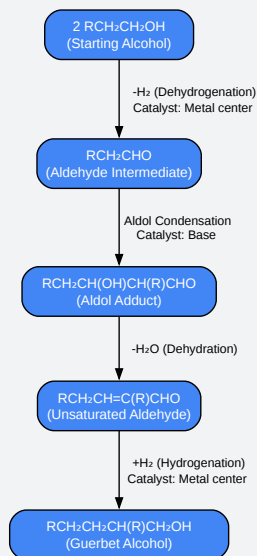 2 RCH₂CH₂OH
(Starting Alcohol)
-H₂ (Dehydrogenation)
Catalyst: Metal center
RCH₂CHO
(Aldehyde Intermediate)
Aldol Condensation
Catalyst: Base
RCH₂CH(OH)CH(R)CHO
(Aldol Adduct)
-H₂O (Dehydration)
RCH₂CH=C(R)CHO
(Unsaturated Aldehyde)
+H₂ (Hydrogenation)
Catalyst: Metal center
RCH₂CH₂CH(R)CH₂OH
(Guerbet Alcohol)